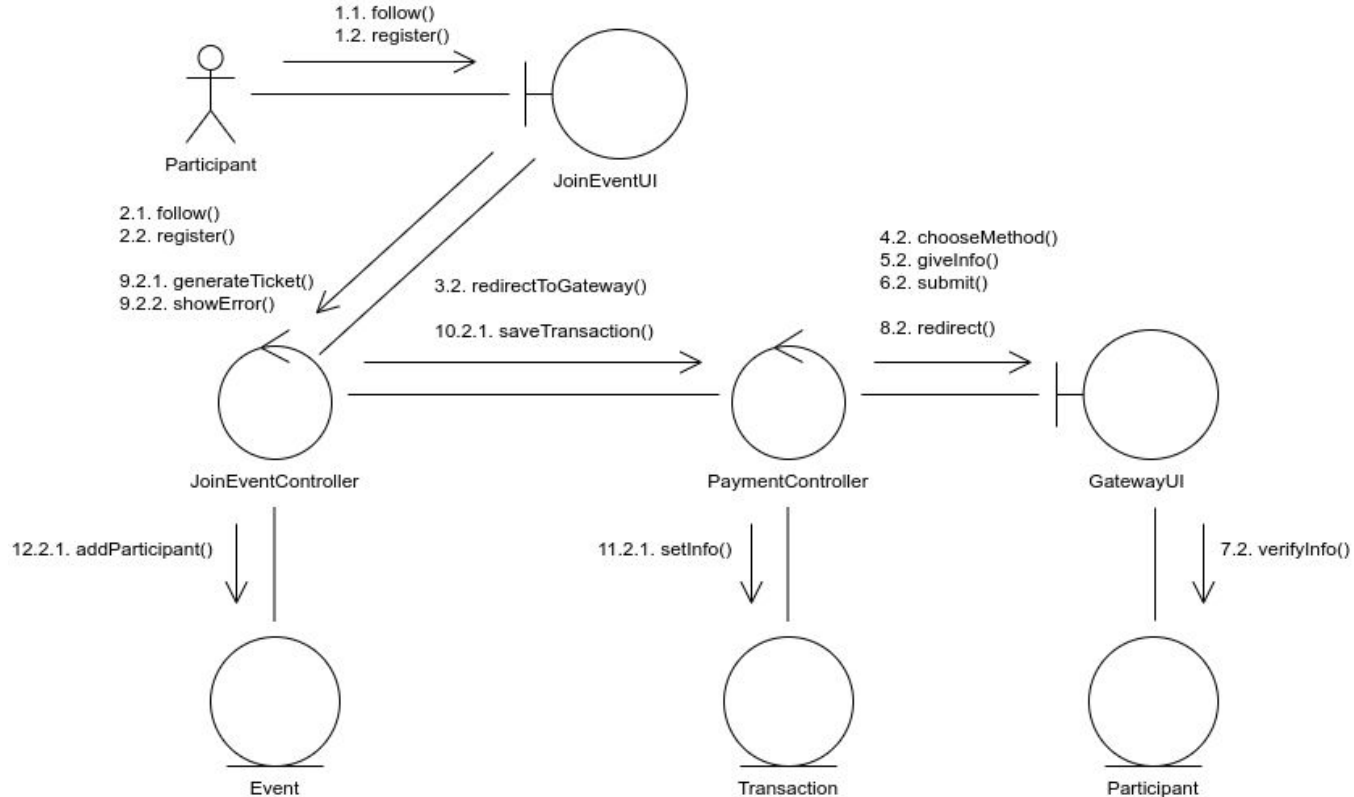 1.1. follow()
1.2. register()
Participant
JoinEventUI
2.1. follow()
2.2. register()
9.2.1. generateTicket()
9.2.2. showError()
3.2. redirectToGateway()
10.2.1. saveTransaction()
4.2. chooseMethod()
5.2. giveInfo()
6.2. submit()
8.2. redirect()
JoinEventController
PaymentController
GatewayUI
12.2.1. addParticipant()
11.2.1. setInfo()
7.2. verifyInfo()
Event
Transaction
Participant